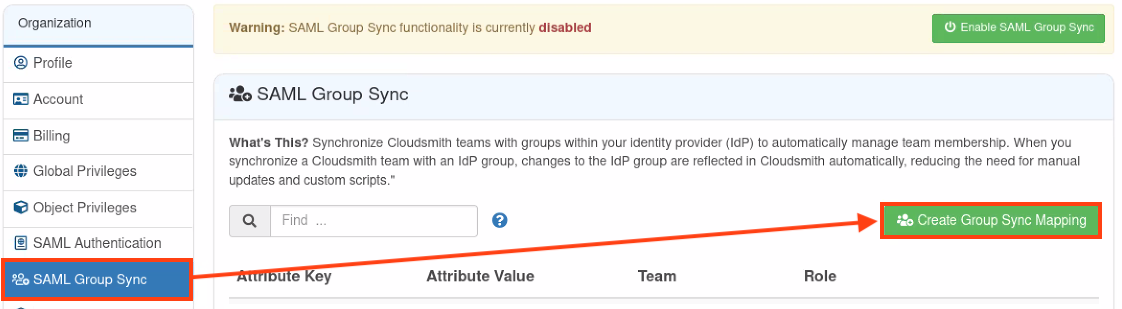 Organization
Profile
Account
Billing
Global Privileges
Object Privileges
SAML Authentication
SAML Group Sync
Warning: SAML Group Sync functionality is currently disabled
Enable SAML Group Sync
SAML Group Sync
What's This? Synchronize Cloudsmith teams with groups within your identity provider (IdP) to automatically manage team membership. When you
synchronize a Cloudsmith team with an IdP group, changes to the IdP group are reflected in Cloudsmith automatically, reducing the need for manual
updates and custom scripts."
Find ...
Create Group Sync Mapping
Attribute Key Attribute Value Team Role